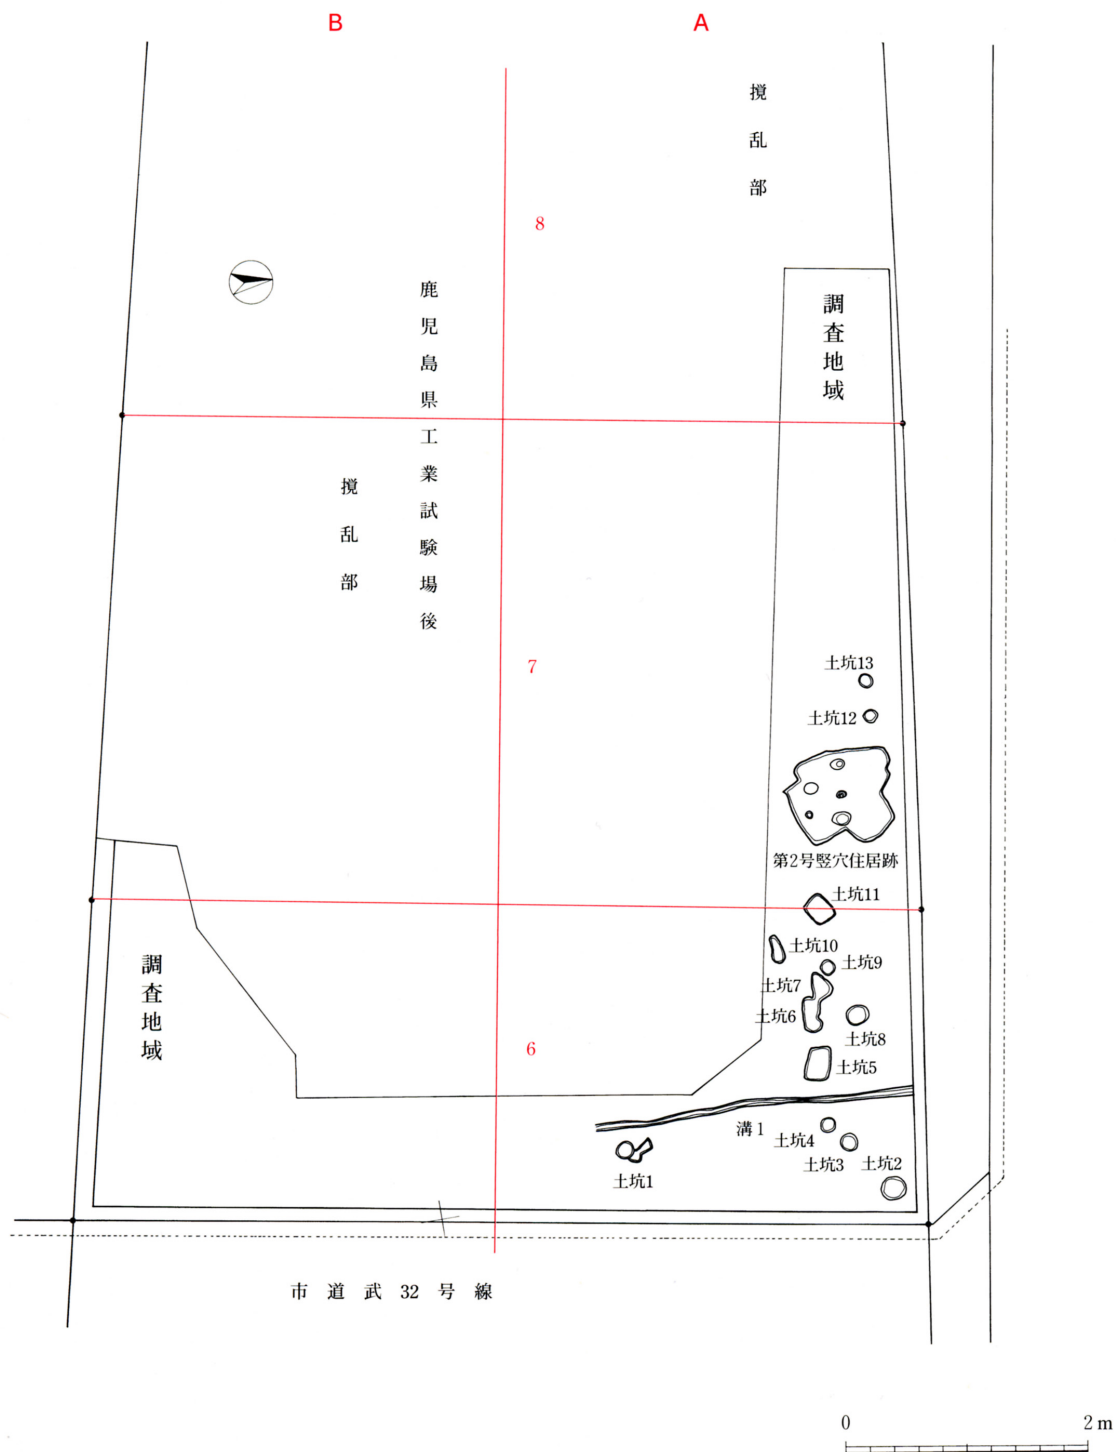 B
A
撹乱部
8
鹿児島県工業試験場後
調査地域
撹乱部
7
土坑13
土坑12
第2号竪穴住居跡
土坑11
土坑10
土坑9
土坑7
土坑6
土坑8
調査地域
6
土坑5
溝1
土坑4
土坑3
土坑2
土坑1
市道武32号線
0
2m